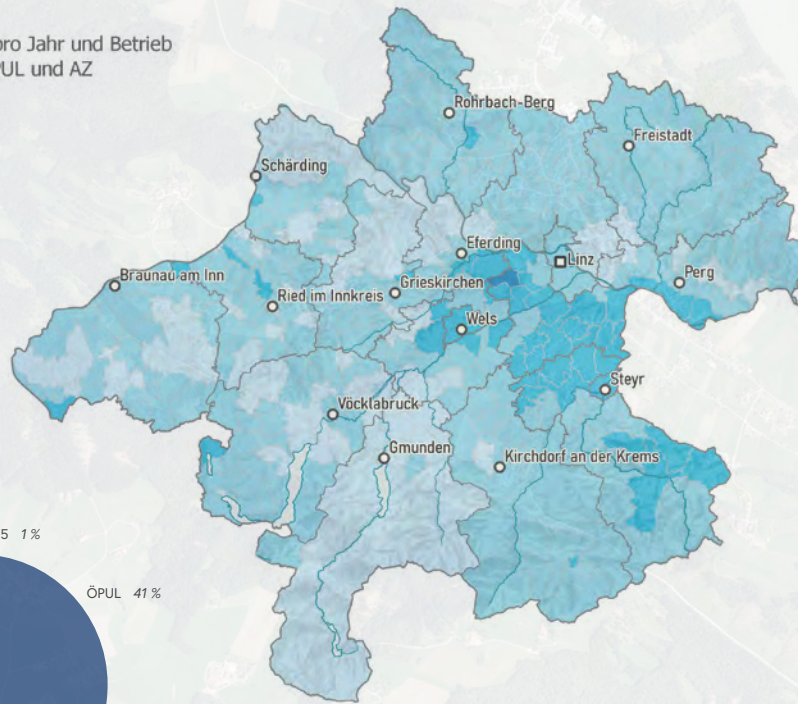 pro Jahr und Betrieb
PUL und AZ
Rohrbach-Berg
Freistadt
Schärding
Eferding
Linz
Braunau am Inn
Grieskirchen
Perg
Ried im Innkreis
Wels
Steyr
Vöcklabruck
Gmunden
Kirchdorf an der Krems
5 1 %
ÖPUL 41 %